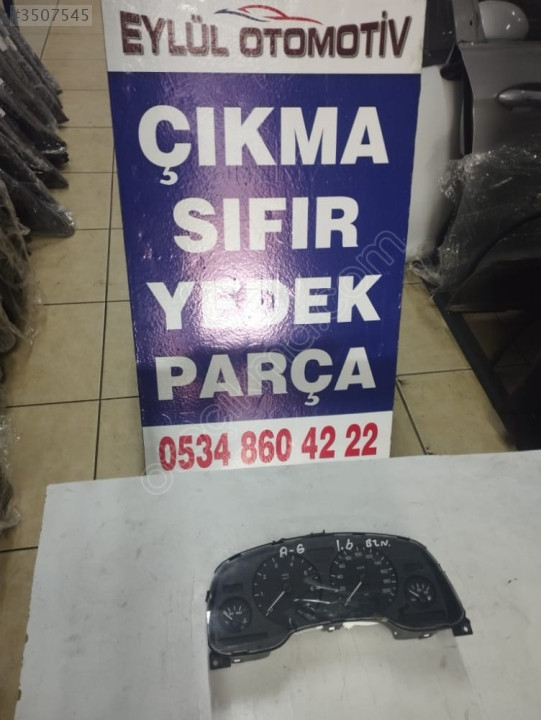 #3507545
EYLÜL OTOMOTİV
ÇIKMA
SIFIR
YEDEK
PARÇA
0534 860 42 22
A-G 1.6 BZN.